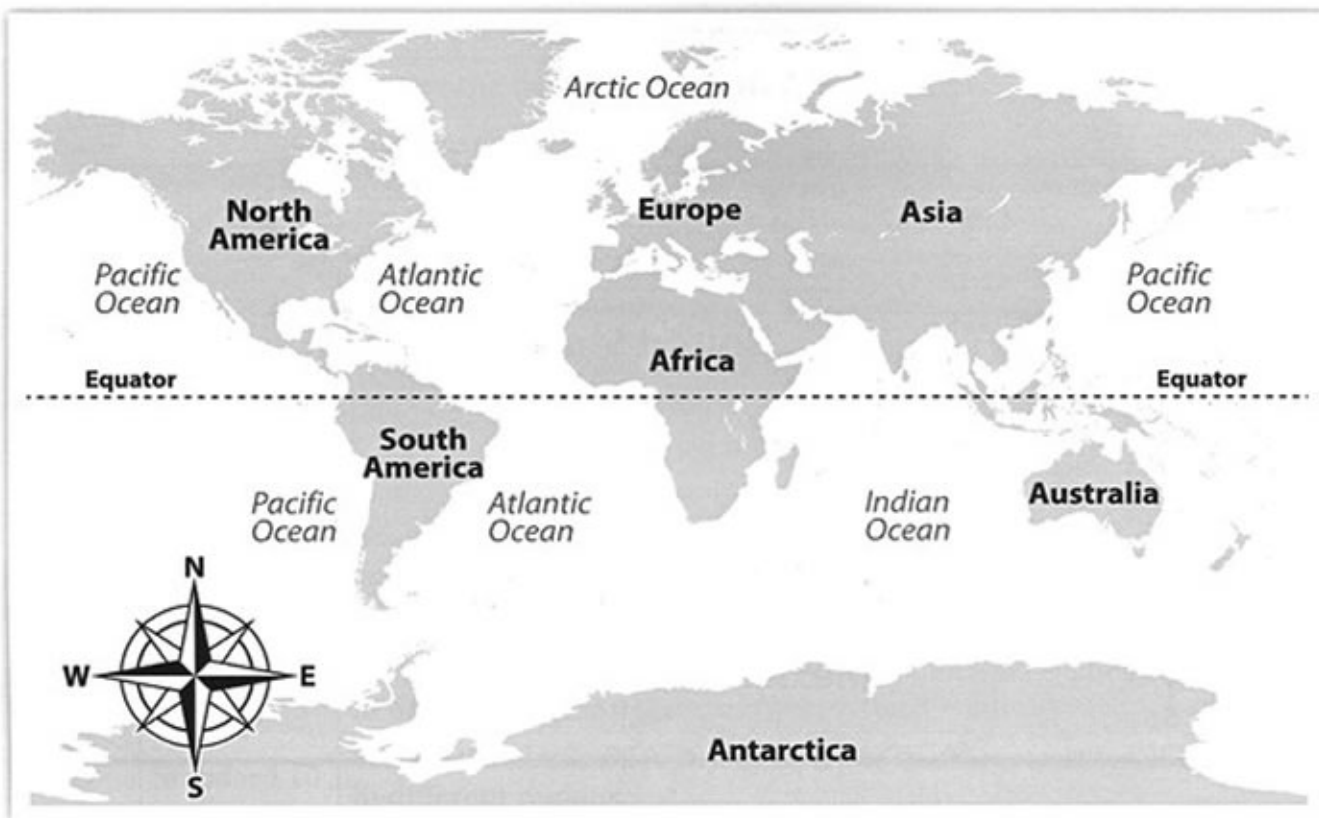 Arctic Ocean
North
America
Europe
Asia
Pacific
Ocean
Atlantic
Ocean
Pacific
Ocean
Africa
Equator
Equator
South
America
Pacific
Ocean
Atlantic
Ocean
Indian
Ocean
Australia
N
W
E
S
Antarctica